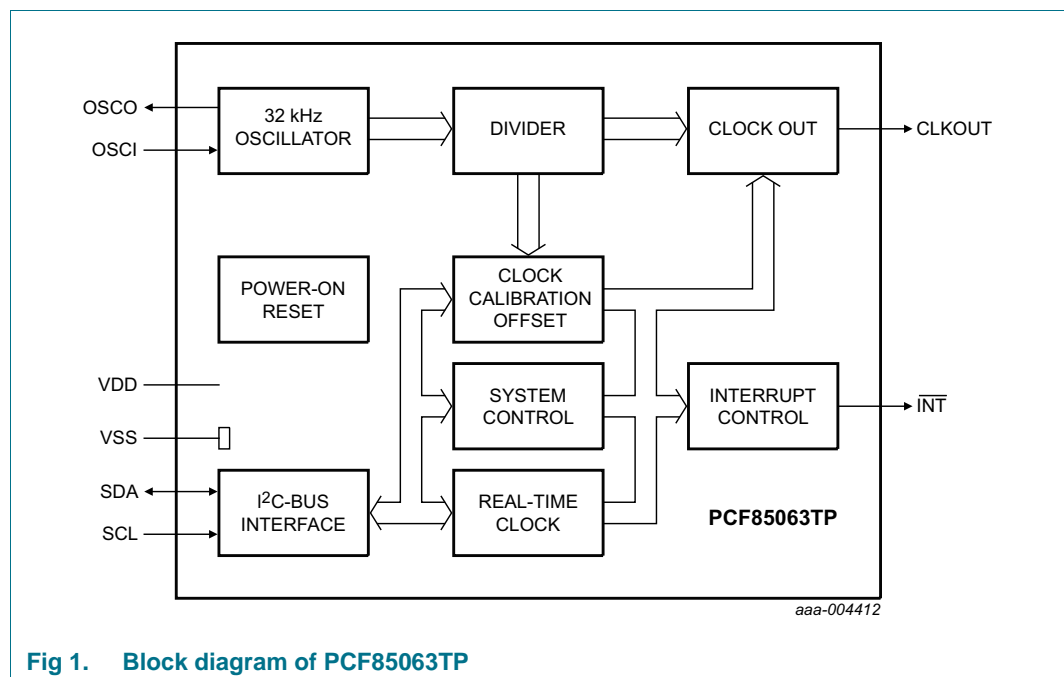 OSCO
OSCI
32 kHz
OSCILLATOR
DIVIDER
CLOCK OUT
CLKOUT
POWER-ON
RESET
CLOCK
CALIBRATION
OFFSET
VDD
VSS
SYSTEM
CONTROL
INTERRUPT
CONTROL
INT
SDA
SCL
I²C-BUS
INTERFACE
REAL-TIME
CLOCK
PCF85063TP
aaa-004412
Fig 1. Block diagram of PCF85063TP